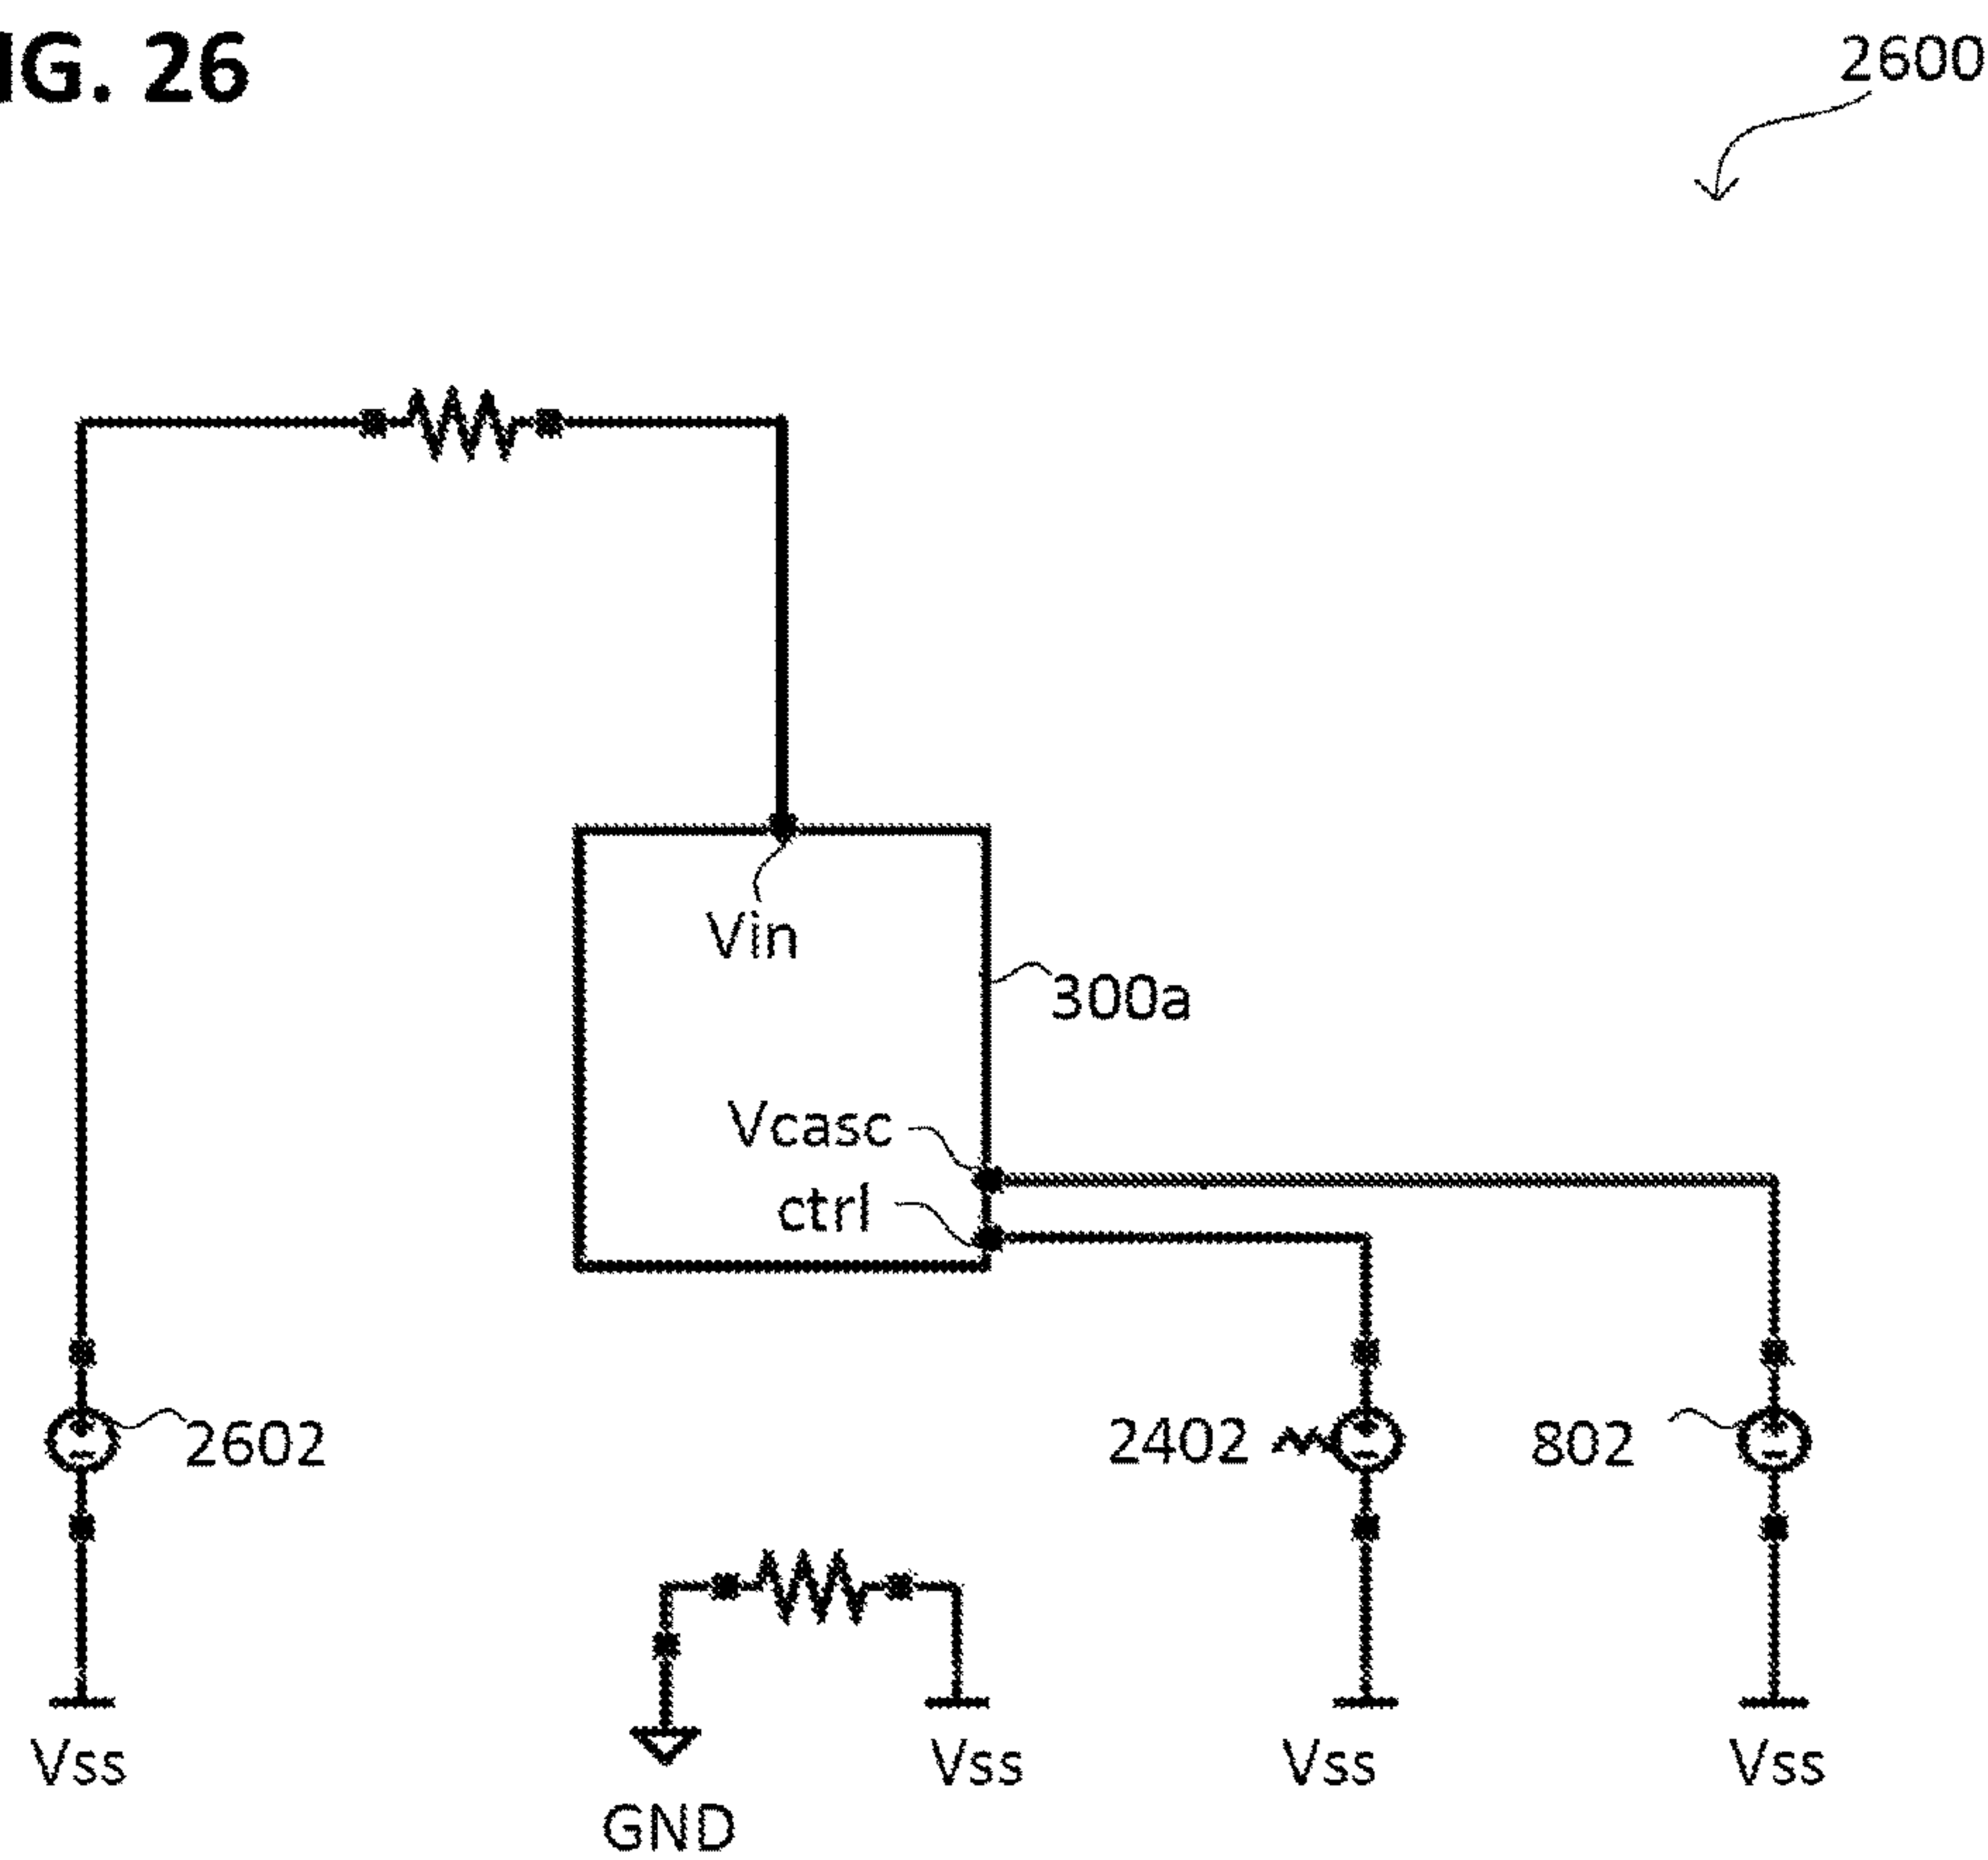 IG. 26
2600
Vin
300a
Vcasc
ctrl
2602
2402
802
Vss
Vss
Vss
Vss
GND